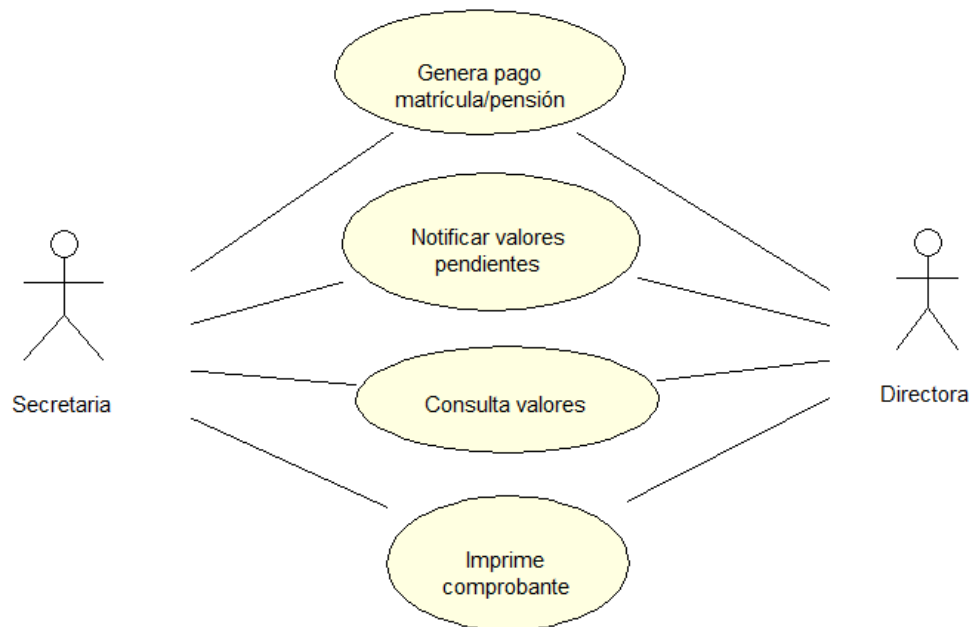 Genera pago
matrícula/pensión
Notificar valores
pendientes
Secretaria
Directora
Consulta valores
Imprime
comprobante